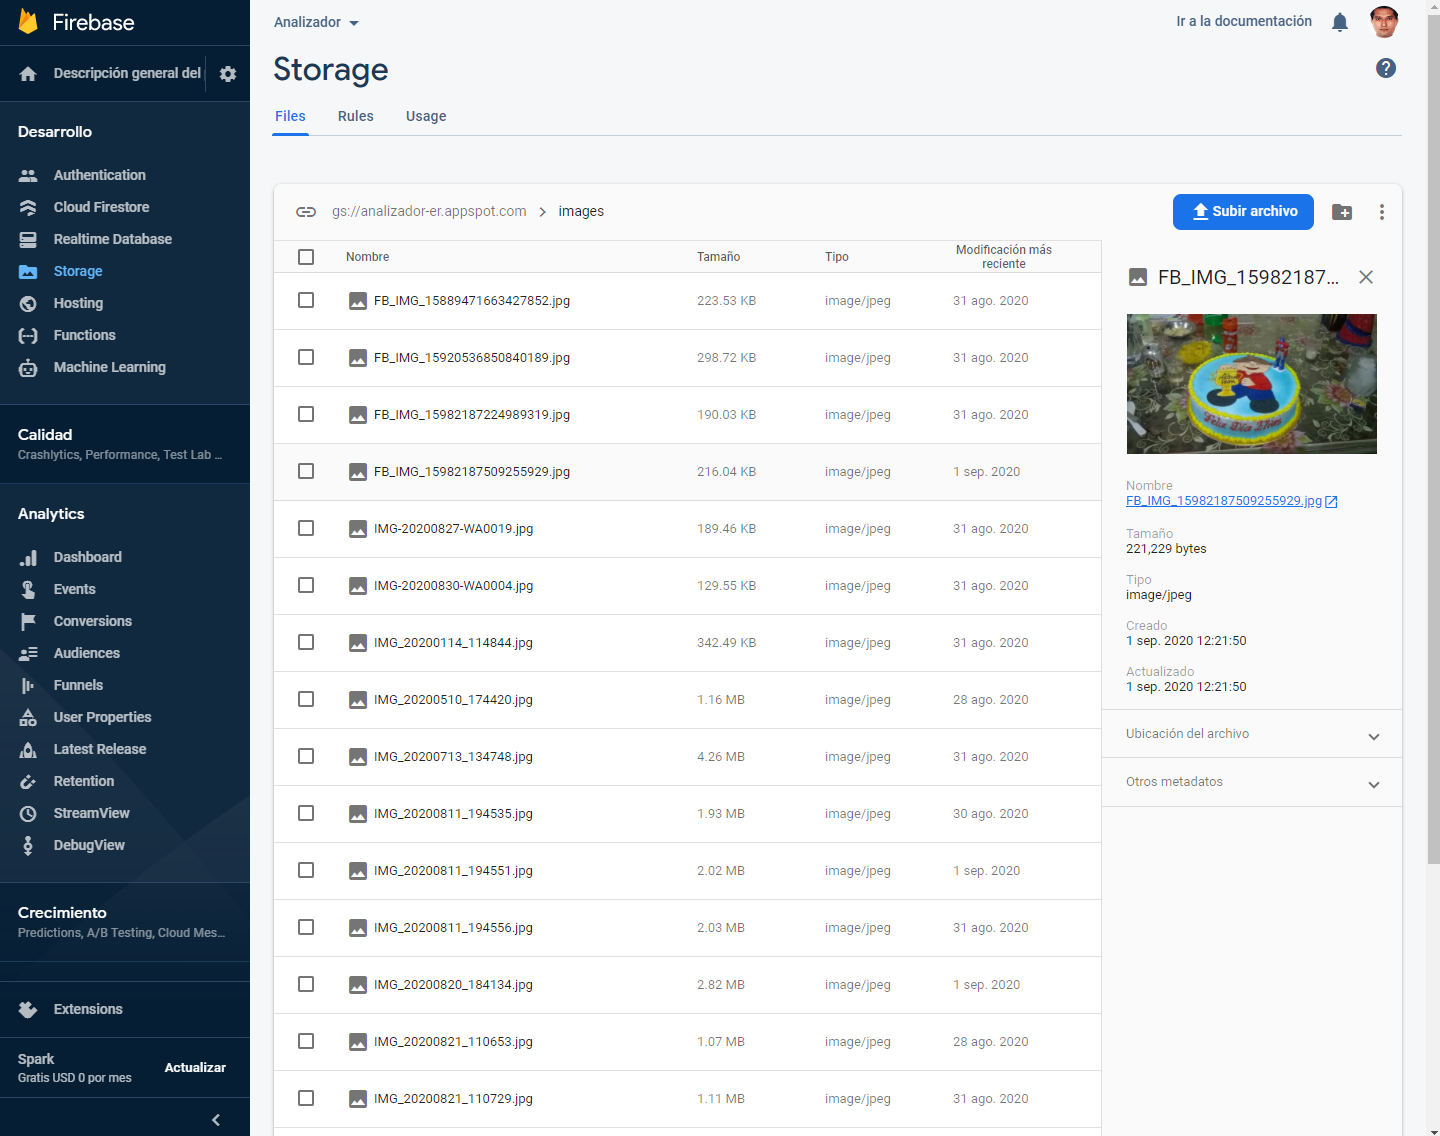 Firebase
Descripción general del
Desarrollo
Authentication
Cloud Firestore
Realtime Database
Storage
Hosting
Functions
Machine Learning
Calidad
Crashlytics, Performance, Test Lab ...
Analytics
Dashboard
Events
Conversions
Audiences
Funnels
User Properties
Latest Release
Retention
StreamView
DebugView
Crecimiento
Predictions, A/B Testing, Cloud Mes...
Extensions
Spark
Gratis USD 0 por mes
Actualizar
Analizador
Ir a la documentación
Storage
Files Rules Usage
gs://analizador-er.appspot.com > images
Subir archivo
Nombre Tamaño Tipo Modificación más
reciente
FB_IMG_15889471663427852.jpg 223.53 KB image/jpeg 31 ago. 2020
FB_IMG_15920536850840189.jpg 298.72 KB image/jpeg 31 ago. 2020
FB_IMG_15982187224989319.jpg 190.03 KB image/jpeg 31 ago. 2020
FB_IMG_15982187509255929.jpg 216.04 KB image/jpeg 1 sep. 2020
IMG-20200827-WA0019.jpg 189.46 KB image/jpeg 31 ago. 2020
IMG-20200830-WA0004.jpg 129.55 KB image/jpeg 31 ago. 2020
IMG_20200114_114844.jpg 342.49 KB image/jpeg 31 ago. 2020
IMG_20200510_174420.jpg 1.16 MB image/jpeg 28 ago. 2020
IMG_20200713_134748.jpg 4.26 MB image/jpeg 31 ago. 2020
IMG_20200811_194535.jpg 1.93 MB image/jpeg 30 ago. 2020
IMG_20200811_194551.jpg 2.02 MB image/jpeg 1 sep. 2020
IMG_20200811_194556.jpg 2.03 MB image/jpeg 31 ago. 2020
IMG_20200820_184134.jpg 2.82 MB image/jpeg 1 sep. 2020
IMG_20200821_110653.jpg 1.07 MB image/jpeg 28 ago. 2020
IMG_20200821_110729.jpg 1.11 MB image/jpeg 31 ago. 2020
FB_IMG_15982187...
Feliz Día
Nombre
FB_IMG_15982187509255929.jpg
Tamaño
221,229 bytes
Tipo
image/jpeg
Creado
1 sep. 2020 12:21:50
Actualizado
1 sep. 2020 12:21:50
Ubicación del archivo
Otros metadatos